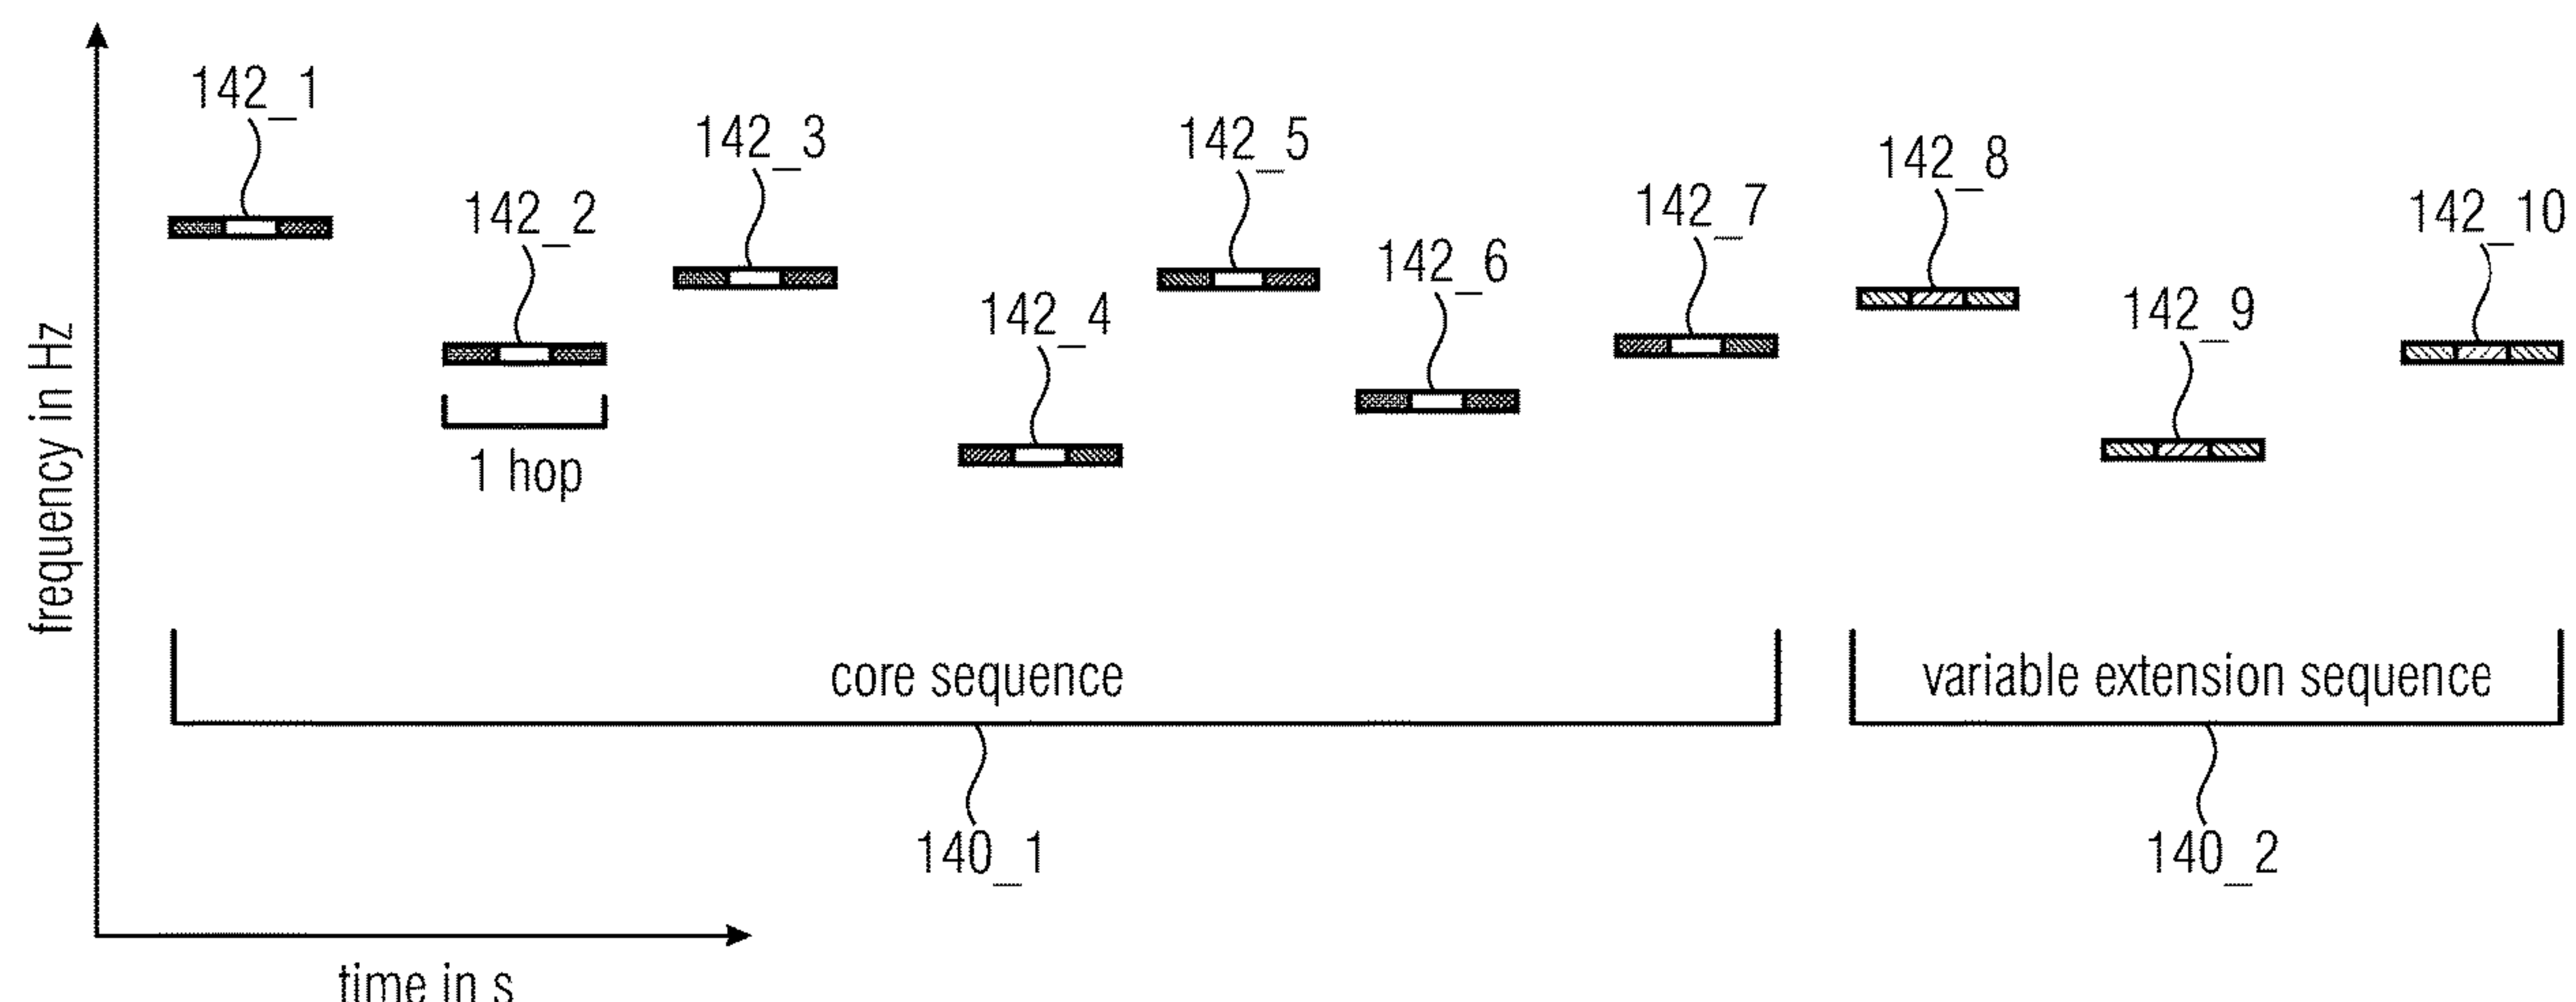 142_1
142_2
142_3
142_4
142_5
142_6
142_7
142_8
142_9
142_10
1 hop
frequency in Hz
core sequence
variable extension sequence
140_1
140_2
time in s